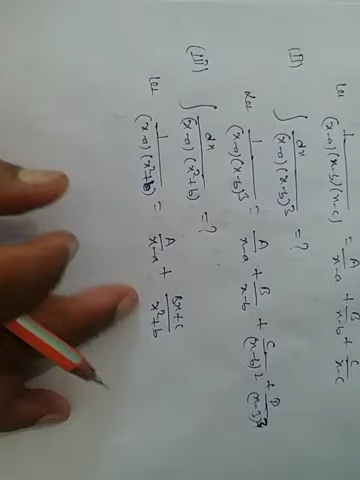 Let 1/(x-a)(x-b)(x-c) = A/x-a + B/x-b + C/x-c
(II) ∫ dx/(x-a)(x-b)³ = ?
Let 1/(x-a)(x-b)³ = A/x-a + B/x-b + C/(x-b)² + D/(x-b)³
(III) ∫ dx/(x-a)(x²+b) = ?
Let 1/(x-a)(x²+b) = A/x-a + Bx+C/x²+b